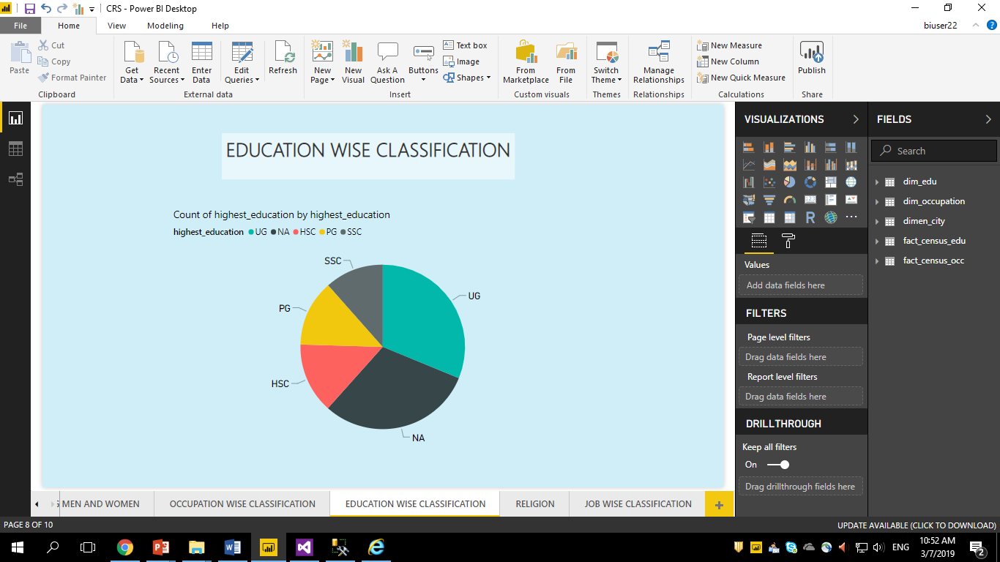 CRS - Power BI Desktop
File Home View Modeling Help biuser22
Paste Cut Copy Format Painter
Clipboard
Get Data Recent Sources Enter Data Edit Queries Refresh
External data
New Page New Visual Ask A Question Buttons Text box Image Shapes
Insert
From Marketplace From File
Custom visuals
Switch Theme
Themes
Manage Relationships
Relationships
New Measure
New Column
New Quick Measure
Calculations
Publish
Share
EDUCATION WISE CLASSIFICATION
Count of highest_education by highest_education
highest_education UG NA HSC PG SSC
SSC
UG
PG
HSC
NA
VISUALIZATIONS
R
Values
Add data fields here
FILTERS
Page level filters
Drag data fields here
Report level filters
Drag data fields here
DRILLTHROUGH
Keep all filters
On
Drag drillthrough fields here
FIELDS
Search
dim_edu
dim_occupation
dimen_city
fact_census_edu
fact_census_occ
MEN AND WOMEN OCCUPATION WISE CLASSIFICATION EDUCATION WISE CLASSIFICATION RELIGION JOB WISE CLASSIFICATION
PAGE 8 OF 10 UPDATE AVAILABLE (CLICK TO DOWNLOAD)
ENG 10:52 AM
3/7/2019 2